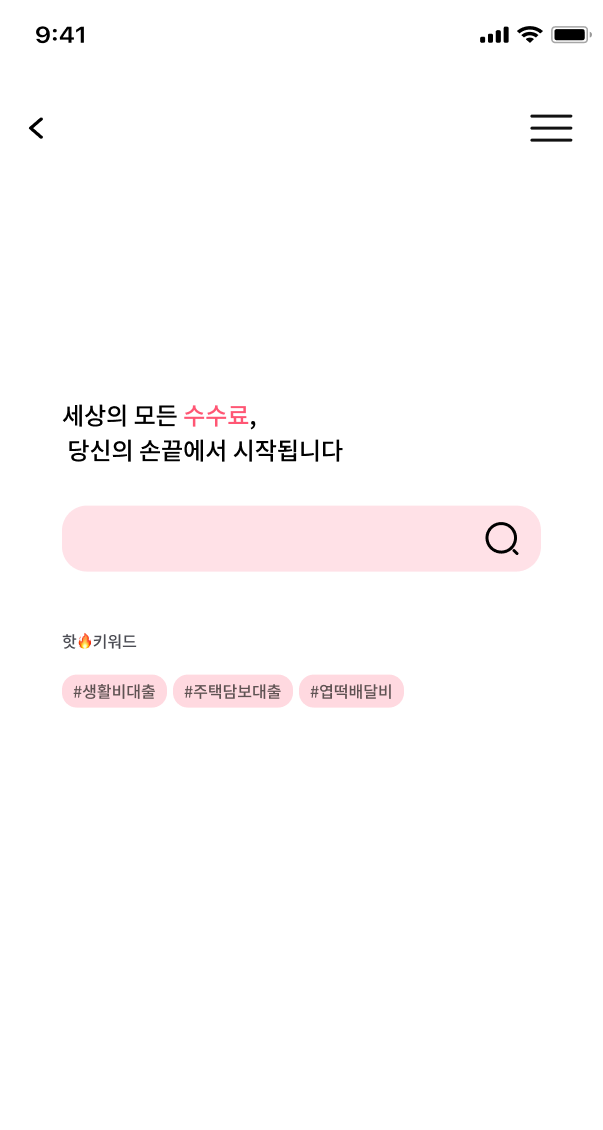 9:41
세상의 모든 수수료,
당신의 손끝에서 시작됩니다
핫🔥키워드
#생활비대출 #주택담보대출 #엽떡배달비